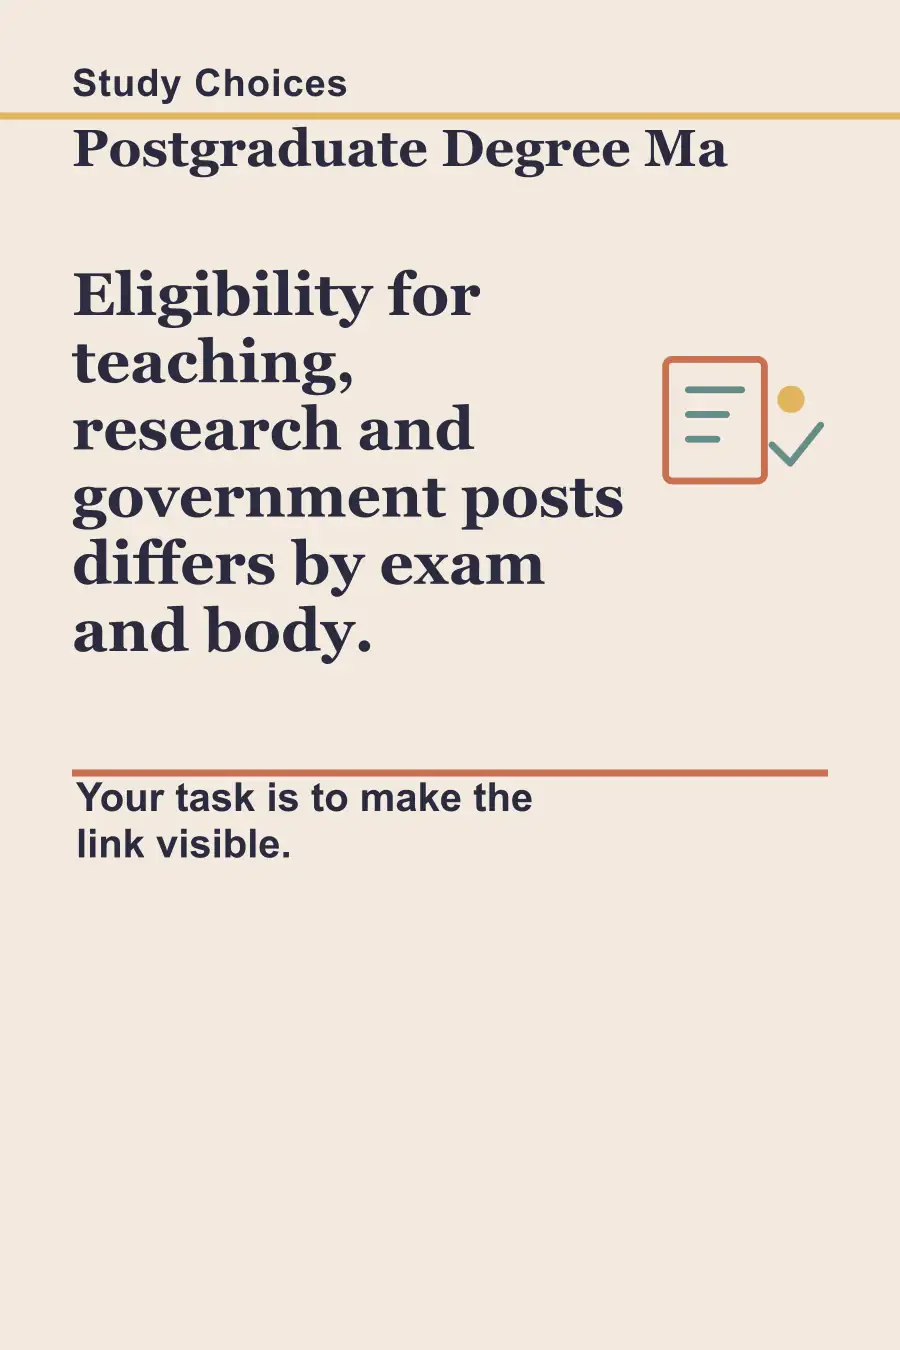 Study Choices
Postgraduate Degree Ma
Eligibility for
teaching,
research and
government posts
differs by exam
and body.
Your task is to make the
link visible.